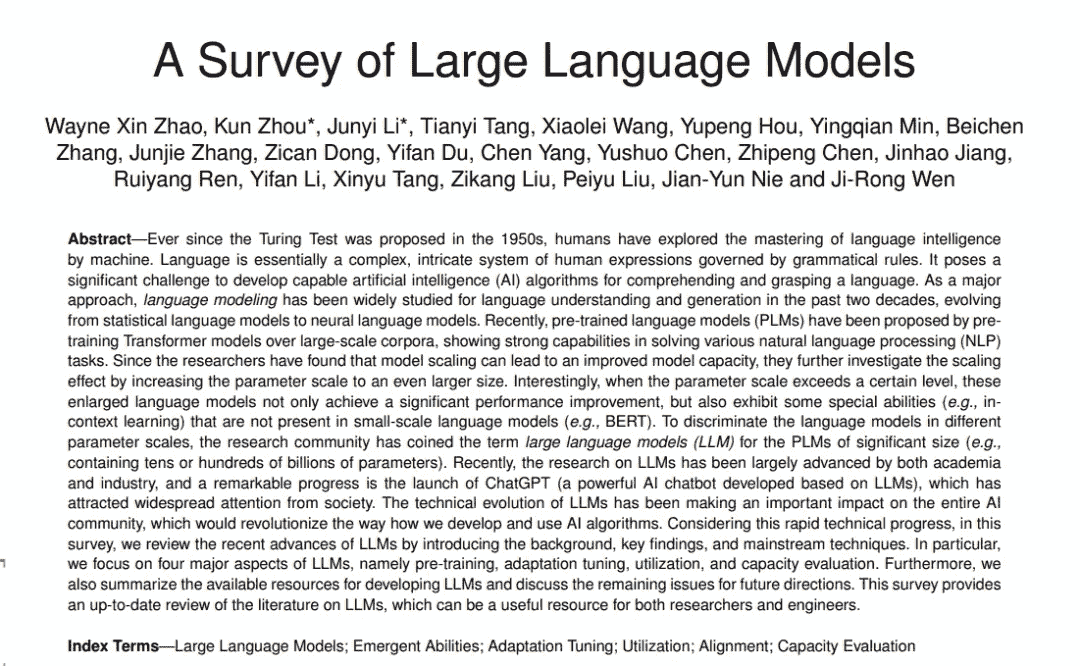 A Survey of Large Language Models
Wayne Xin Zhao, Kun Zhou*, Junyi Li*, Tianyi Tang, Xiaolei Wang, Yupeng Hou, Yingqian Min, Beichen
Zhang, Junjie Zhang, Zican Dong, Yifan Du, Chen Yang, Yushuo Chen, Zhipeng Chen, Jinhao Jiang,
Ruiyang Ren, Yifan Li, Xinyu Tang, Zikang Liu, Peiyu Liu, Jian-Yun Nie and Ji-Rong Wen
Abstract—Ever since the Turing Test was proposed in the 1950s, humans have explored the mastering of language intelligence
by machine. Language is essentially a complex, intricate system of human expressions governed by grammatical rules. It poses a
significant challenge to develop capable artificial intelligence (AI) algorithms for comprehending and grasping a language. As a major
approach, language modeling has been widely studied for language understanding and generation in the past two decades, evolving
from statistical language models to neural language models. Recently, pre-trained language models (PLMs) have been proposed by pre-
training Transformer models over large-scale corpora, showing strong capabilities in solving various natural language processing (NLP)
tasks. Since the researchers have found that model scaling can lead to an improved model capacity, they further investigate the scaling
effect by increasing the parameter scale to an even larger size. Interestingly, when the parameter scale exceeds a certain level, these
enlarged language models not only achieve a significant performance improvement, but also exhibit some special abilities (e.g., in-
context learning) that are not present in small-scale language models (e.g., BERT). To discriminate the language models in different
parameter scales, the research community has coined the term large language models (LLM) for the PLMs of significant size (e.g.,
containing tens or hundreds of billions of parameters). Recently, the research on LLMs has been largely advanced by both academia
and industry, and a remarkable progress is the launch of ChatGPT (a powerful AI chatbot developed based on LLMs), which has
attracted widespread attention from society. The technical evolution of LLMs has been making an important impact on the entire AI
community, which would revolutionize the way how we develop and use AI algorithms. Considering this rapid technical progress, in this
survey, we review the recent advances of LLMs by introducing the background, key findings, and mainstream techniques. In particular,
we focus on four major aspects of LLMs, namely pre-training, adaptation tuning, utilization, and capacity evaluation. Furthermore, we
also summarize the available resources for developing LLMs and discuss the remaining issues for future directions. This survey provides
an up-to-date review of the literature on LLMs, which can be a useful resource for both researchers and engineers.
Index Terms—Large Language Models; Emergent Abilities; Adaptation Tuning; Utilization; Alignment; Capacity Evaluation